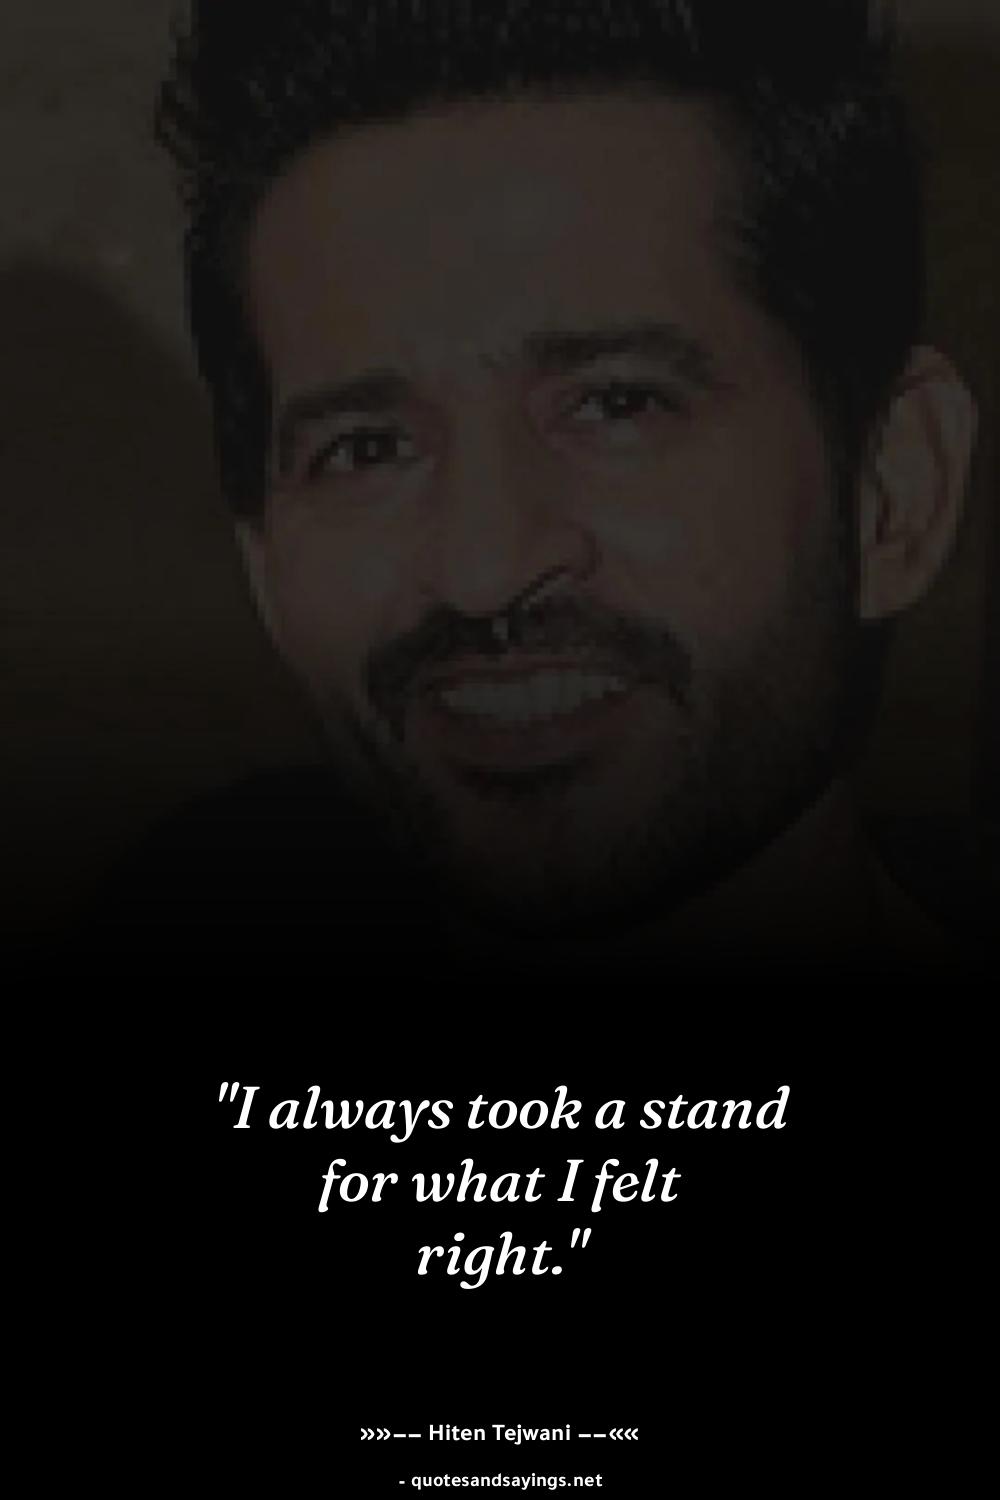 "I always took a stand
for what I felt
right."
»»−− Hiten Tejwani −−««
- quotesandsayings.net